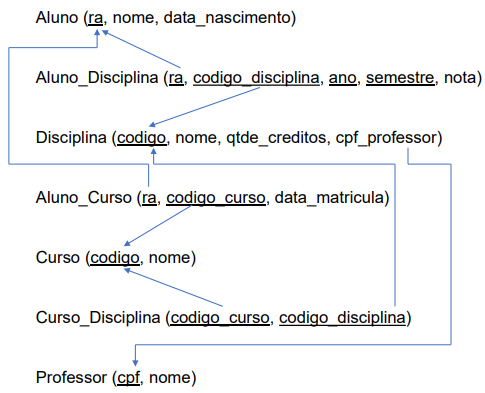 Aluno (ra, nome, data_nascimento)
Aluno_Disciplina (ra, codigo_disciplina, ano, semestre, nota)
Disciplina (codigo, nome, qtde_creditos, cpf_professor)
Aluno_Curso (ra, codigo_curso, data_matricula)
Curso (codigo, nome)
Curso_Disciplina (codigo_curso, codigo_disciplina)
Professor (cpf, nome)